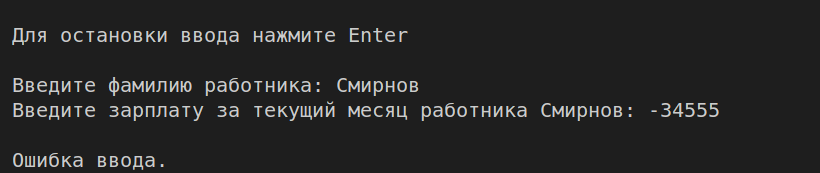 Для остановки ввода нажмите Enter
Введите фамилию работника: Смирнов
Введите зарплату за текущий месяц работника Смирнов: -34555
Ошибка ввода.